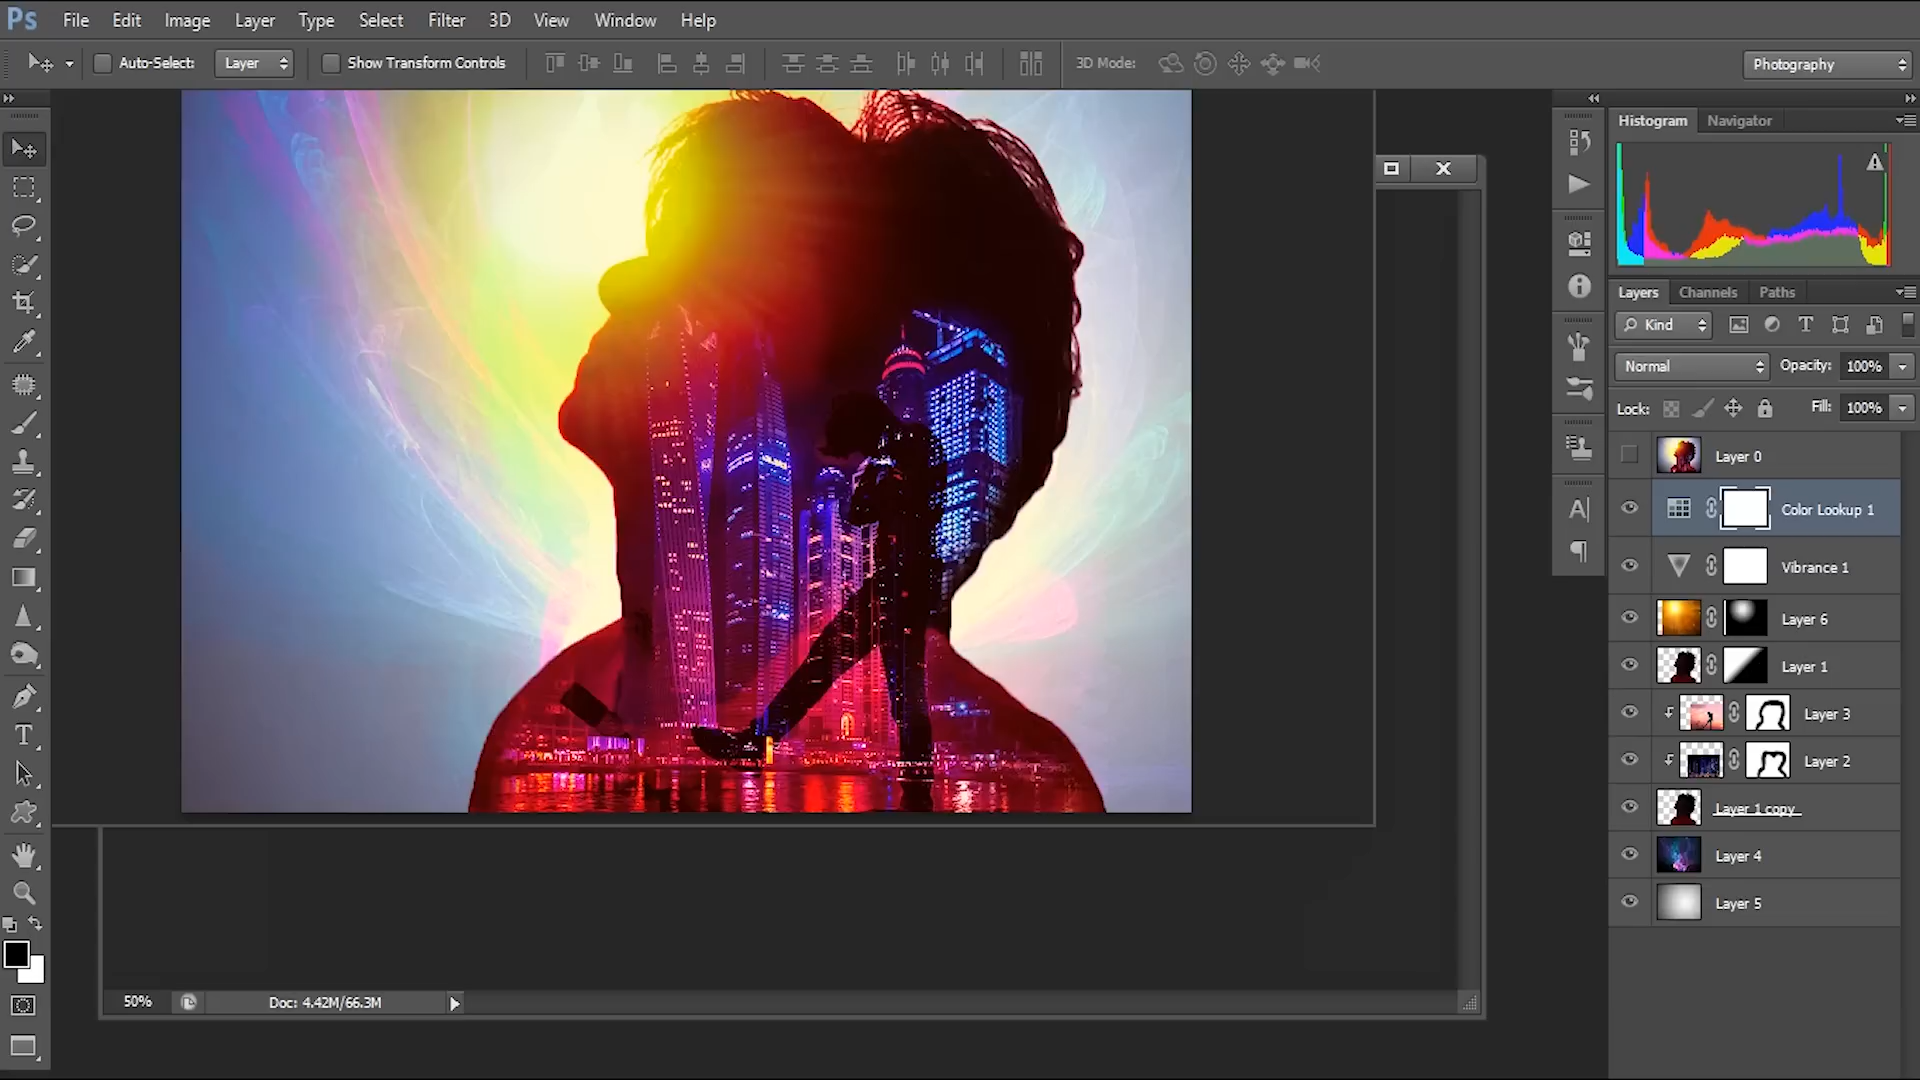 Ps File Edit Image Layer Type Select Filter 3D View Window Help
Auto-Select: Layer Show Transform Controls 3D Mode: Photography
Histogram Navigator
Layers Channels Paths
Kind
Normal Opacity: 100%
Lock: Fill: 100%
Layer 0
Color Lookup 1
Vibrance 1
Layer 6
Layer 1
Layer 3
Layer 2
Layer 1 copy
Layer 4
Layer 5
50% Doc: 4.42M/66.3M